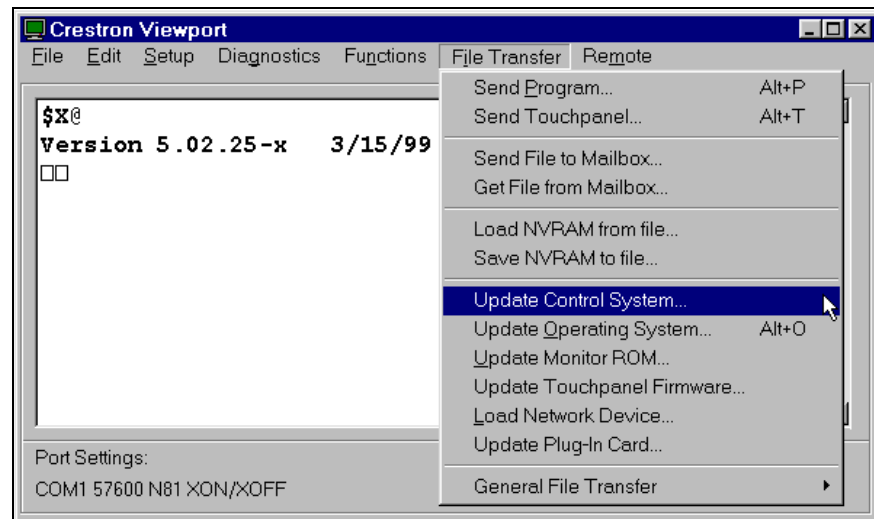 Crestron Viewport
File Edit Setup Diagnostics Functions File Transfer Remote
$X@
Version 5.02.25-x 3/15/99
Send Program... Alt+P
Send Touchpanel... Alt+T
Send File to Mailbox...
Get File from Mailbox...
Load NVRAM from file...
Save NVRAM to file...
Update Control System...
Update Operating System... Alt+O
Update Monitor ROM...
Update Touchpanel Firmware...
Load Network Device...
Update Plug-In Card...
General File Transfer
Port Settings:
COM1 57600 N81 XON/XOFF